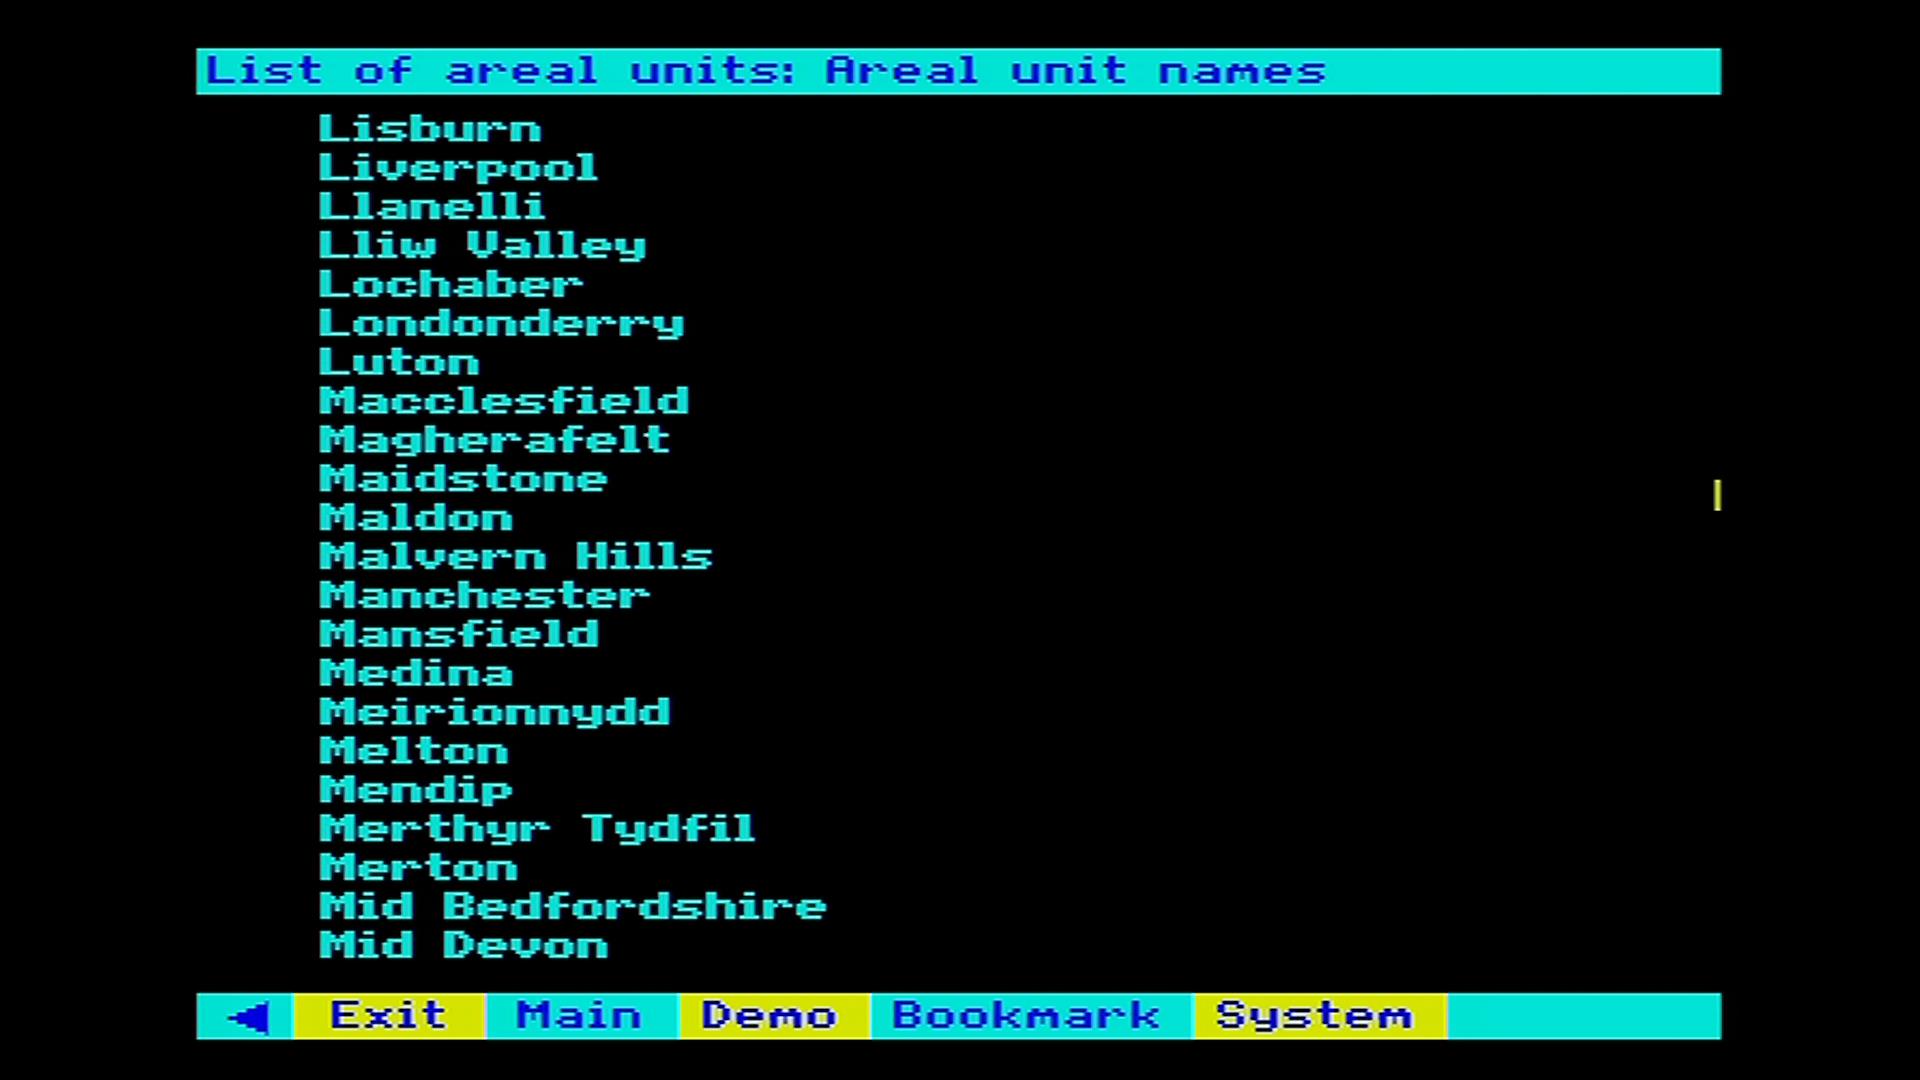 List of areal units: Areal unit names
Lisburn
Liverpool
Llanelli
Lliw Valley
Lochaber
Londonderry
Luton
Macclesfield
Magherafelt
Maidstone
Maldon
Malvern Hills
Manchester
Mansfield
Medina
Meirionnydd
Melton
Mendip
Merthyr Tydfil
Merton
Mid Bedfordshire
Mid Devon
Exit Main Demo Bookmark System